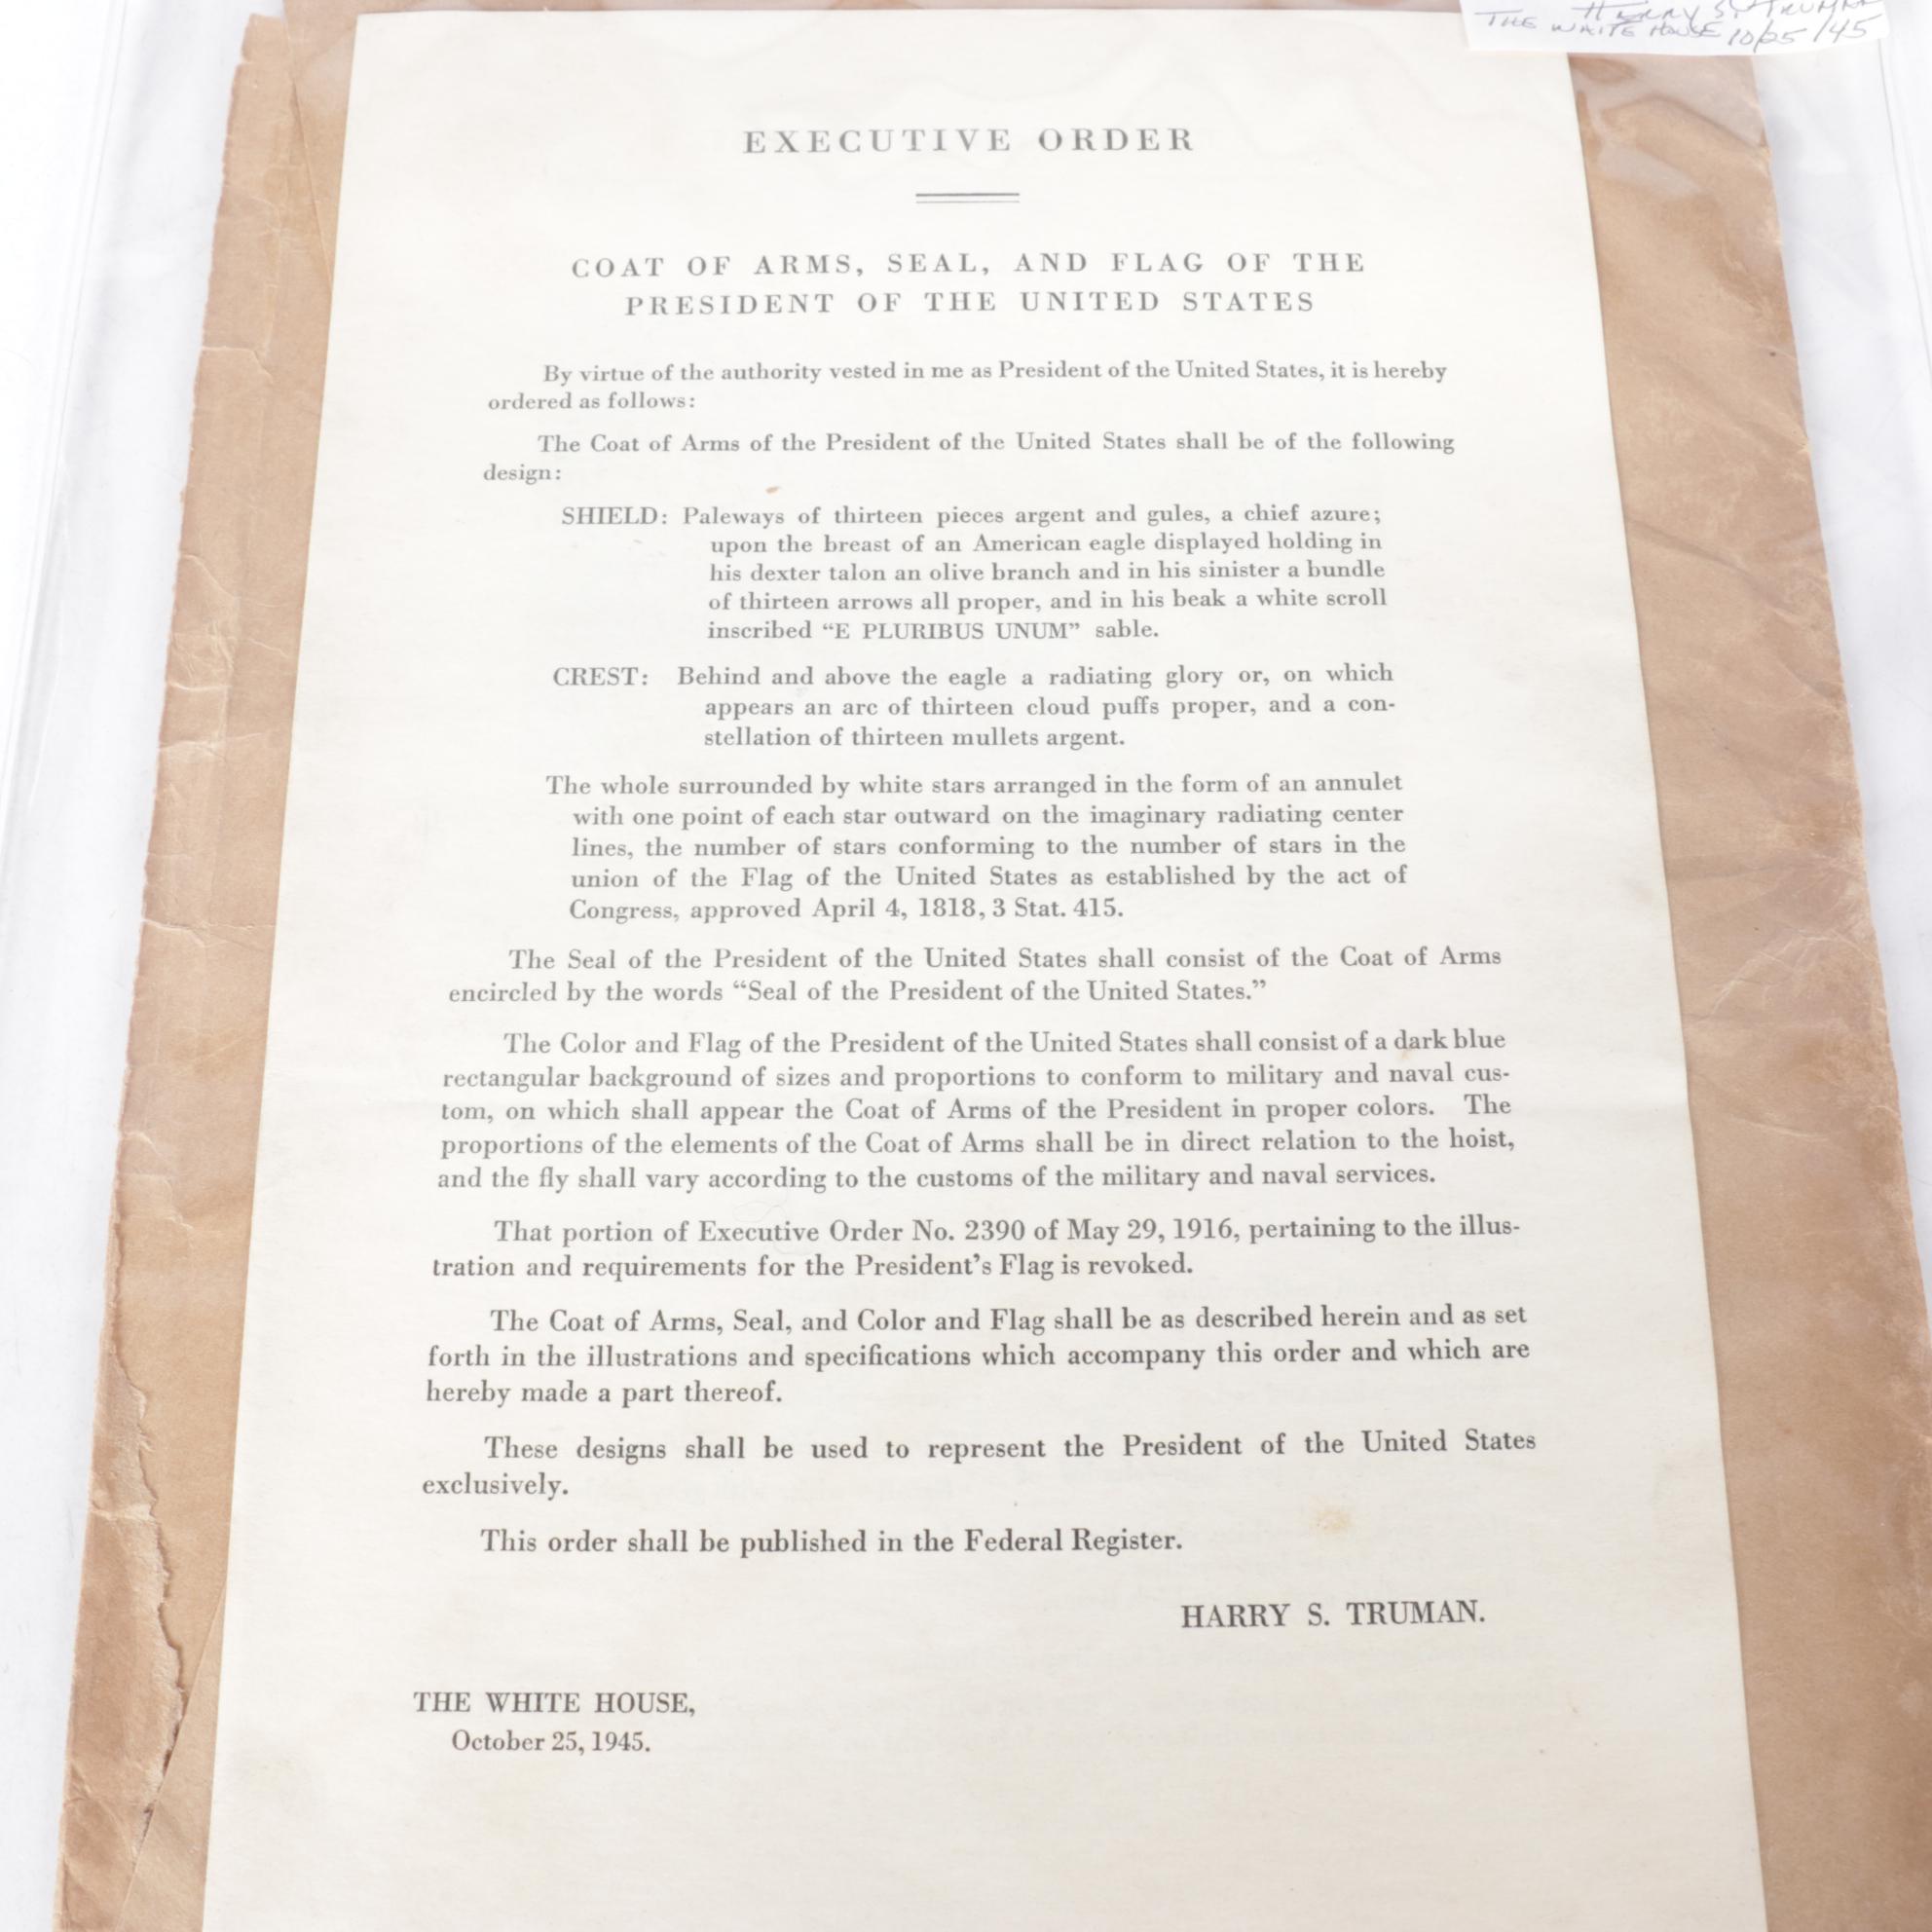 HARRY S. TRUMAN
THE WHITE HOUSE 10/25/45
EXECUTIVE ORDER
COAT OF ARMS, SEAL, AND FLAG OF THE
PRESIDENT OF THE UNITED STATES
By virtue of the authority vested in me as President of the United States, it is hereby
ordered as follows:
The Coat of Arms of the President of the United States shall be of the following
design:
SHIELD: Paleways of thirteen pieces argent and gules, a chief azure;
upon the breast of an American eagle displayed holding in
his dexter talon an olive branch and in his sinister a bundle
of thirteen arrows all proper, and in his beak a white scroll
inscribed “E PLURIBUS UNUM” sable.
CREST: Behind and above the eagle a radiating glory or, on which
appears an arc of thirteen cloud puffs proper, and a con-
stellation of thirteen mullets argent.
The whole surrounded by white stars arranged in the form of an annulet
with one point of each star outward on the imaginary radiating center
lines, the number of stars conforming to the number of stars in the
union of the Flag of the United States as established by the act of
Congress, approved April 4, 1818, 3 Stat. 415.
The Seal of the President of the United States shall consist of the Coat of Arms
encircled by the words “Seal of the President of the United States.”
The Color and Flag of the President of the United States shall consist of a dark blue
rectangular background of sizes and proportions to conform to military and naval cus-
tom, on which shall appear the Coat of Arms of the President in proper colors. The
proportions of the elements of the Coat of Arms shall be in direct relation to the hoist,
and the fly shall vary according to the customs of the military and naval services.
That portion of Executive Order No. 2390 of May 29, 1916, pertaining to the illus-
tration and requirements for the President’s Flag is revoked.
The Coat of Arms, Seal, and Color and Flag shall be as described herein and as set
forth in the illustrations and specifications which accompany this order and which are
hereby made a part thereof.
These designs shall be used to represent the President of the United States
exclusively.
This order shall be published in the Federal Register.
HARRY S. TRUMAN.
THE WHITE HOUSE,
October 25, 1945.